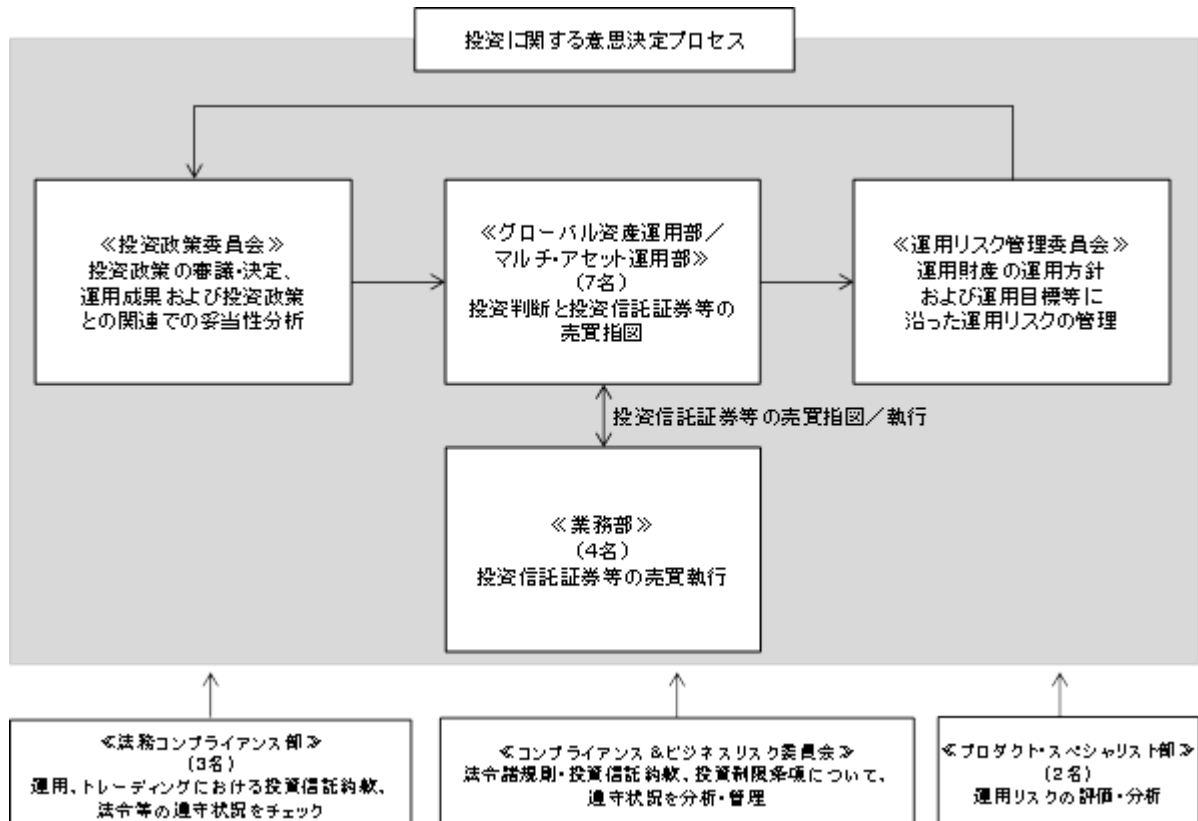 投資に関する意思決定プロセス
≪投資政策委員会≫
投資政策の審議・決定、
運用成果および投資政策
との関連での妥当性分析
≪グローバル資産運用部／
マルチ・アセット運用部≫
(7名)
投資判断と投資信託証券等の
売買指図
≪運用リスク管理委員会≫
運用財産の運用方針
および運用目標等に
沿った運用リスクの管理
投資信託証券等の売買指図／執行
≪業務部≫
(4名)
投資信託証券等の売買執行
≪法務コンプライアンス部≫
(3名)
運用、トレーディングにおける投資信託約款、
法令等の遵守状況をチェック
≪コンプライアンス＆ビジネスリスク委員会≫
法令諸規則・投資信託約款、投資制限条項について、
遵守状況を分析・管理
≪プロダクト・スペシャリスト部≫
(2名)
運用リスクの評価・分析